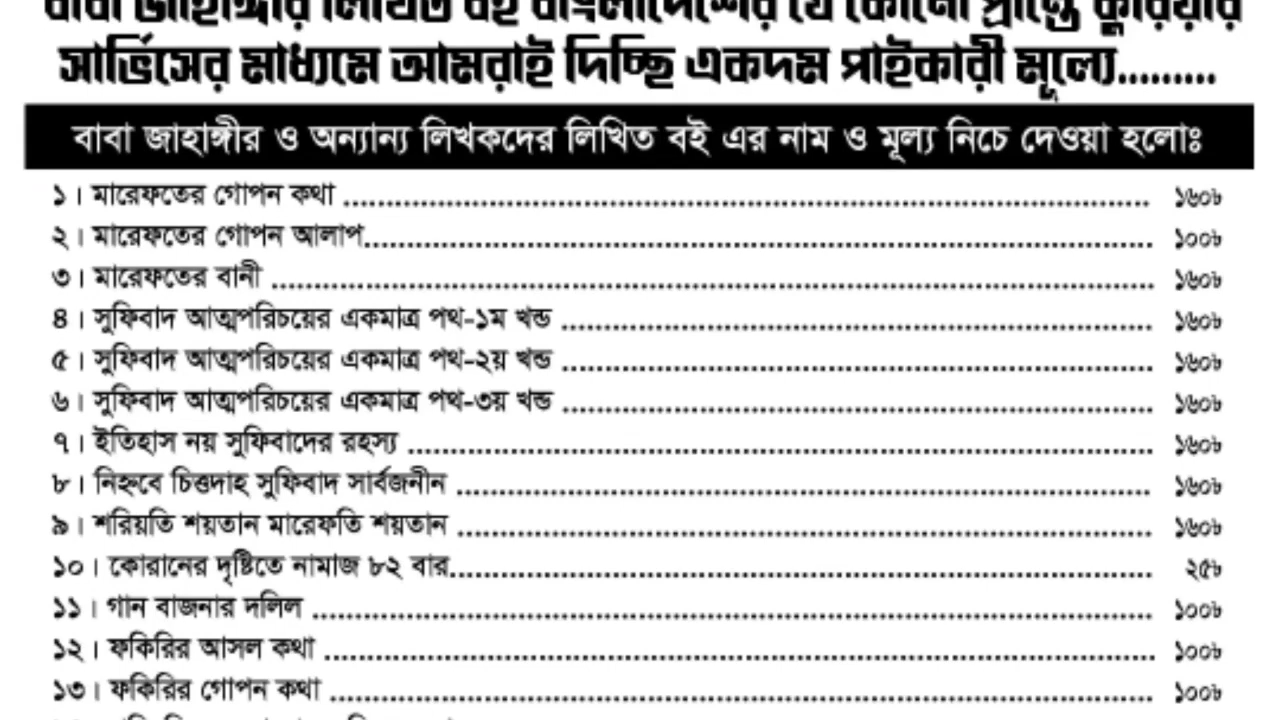 বাবা জাহাঙ্গীর লিখিত বই বাংলাদেশের যে কোনো প্রান্তে কুরিয়ার
সার্ভিসের মাধ্যমে আমরাই দিচ্ছি একদম পাইকারী মূল্যে.........
বাবা জাহাঙ্গীর ও অন্যান্য লিখকদের লিখিত বই এর নাম ও মূল্য নিচে দেওয়া হলোঃ
১। মারেফতের গোপন কথা .......... ১৬০৳
২। মারেফতের গোপন আলাপ.......... ১০০৳
৩। মারেফতের বানী .......... ১৬০৳
৪। সুফিবাদ আত্মপরিচয়ের একমাত্র পথ-১ম খন্ড .......... ১৬০৳
৫। সুফিবাদ আত্মপরিচয়ের একমাত্র পথ-২য় খন্ড .......... ১৬০৳
৬। সুফিবাদ আত্মপরিচয়ের একমাত্র পথ-৩য় খন্ড .......... ১৬০৳
৭। ইতিহাস নয় সুফিবাদের রহস্য .......... ১৬০৳
৮। নিহ্নবে চিত্তদাহ সুফিবাদ সার্বজনীন .......... ১৬০৳
৯। শরিয়তি শয়তান মারেফতি শয়তান .......... ১৬০৳
১০। কোরানের দৃষ্টিতে নামাজ ৮২ বার.......... ২৫৳
১১। গান বাজনার দলিল .......... ১০০৳
১২। ফকিরির আসল কথা .......... ১০০৳
১৩। ফকিরির গোপন কথা .......... ১০০৳